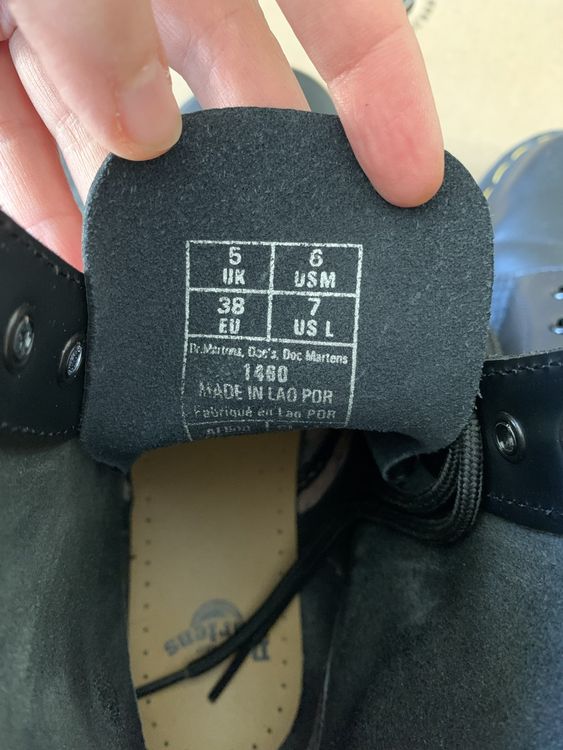 5 6
UK USM
38 7
EU US L
Dr.Martens, Doc's, Doc Martens
1460
MADE IN LAO PDR
Fabriqué en Lao PDR